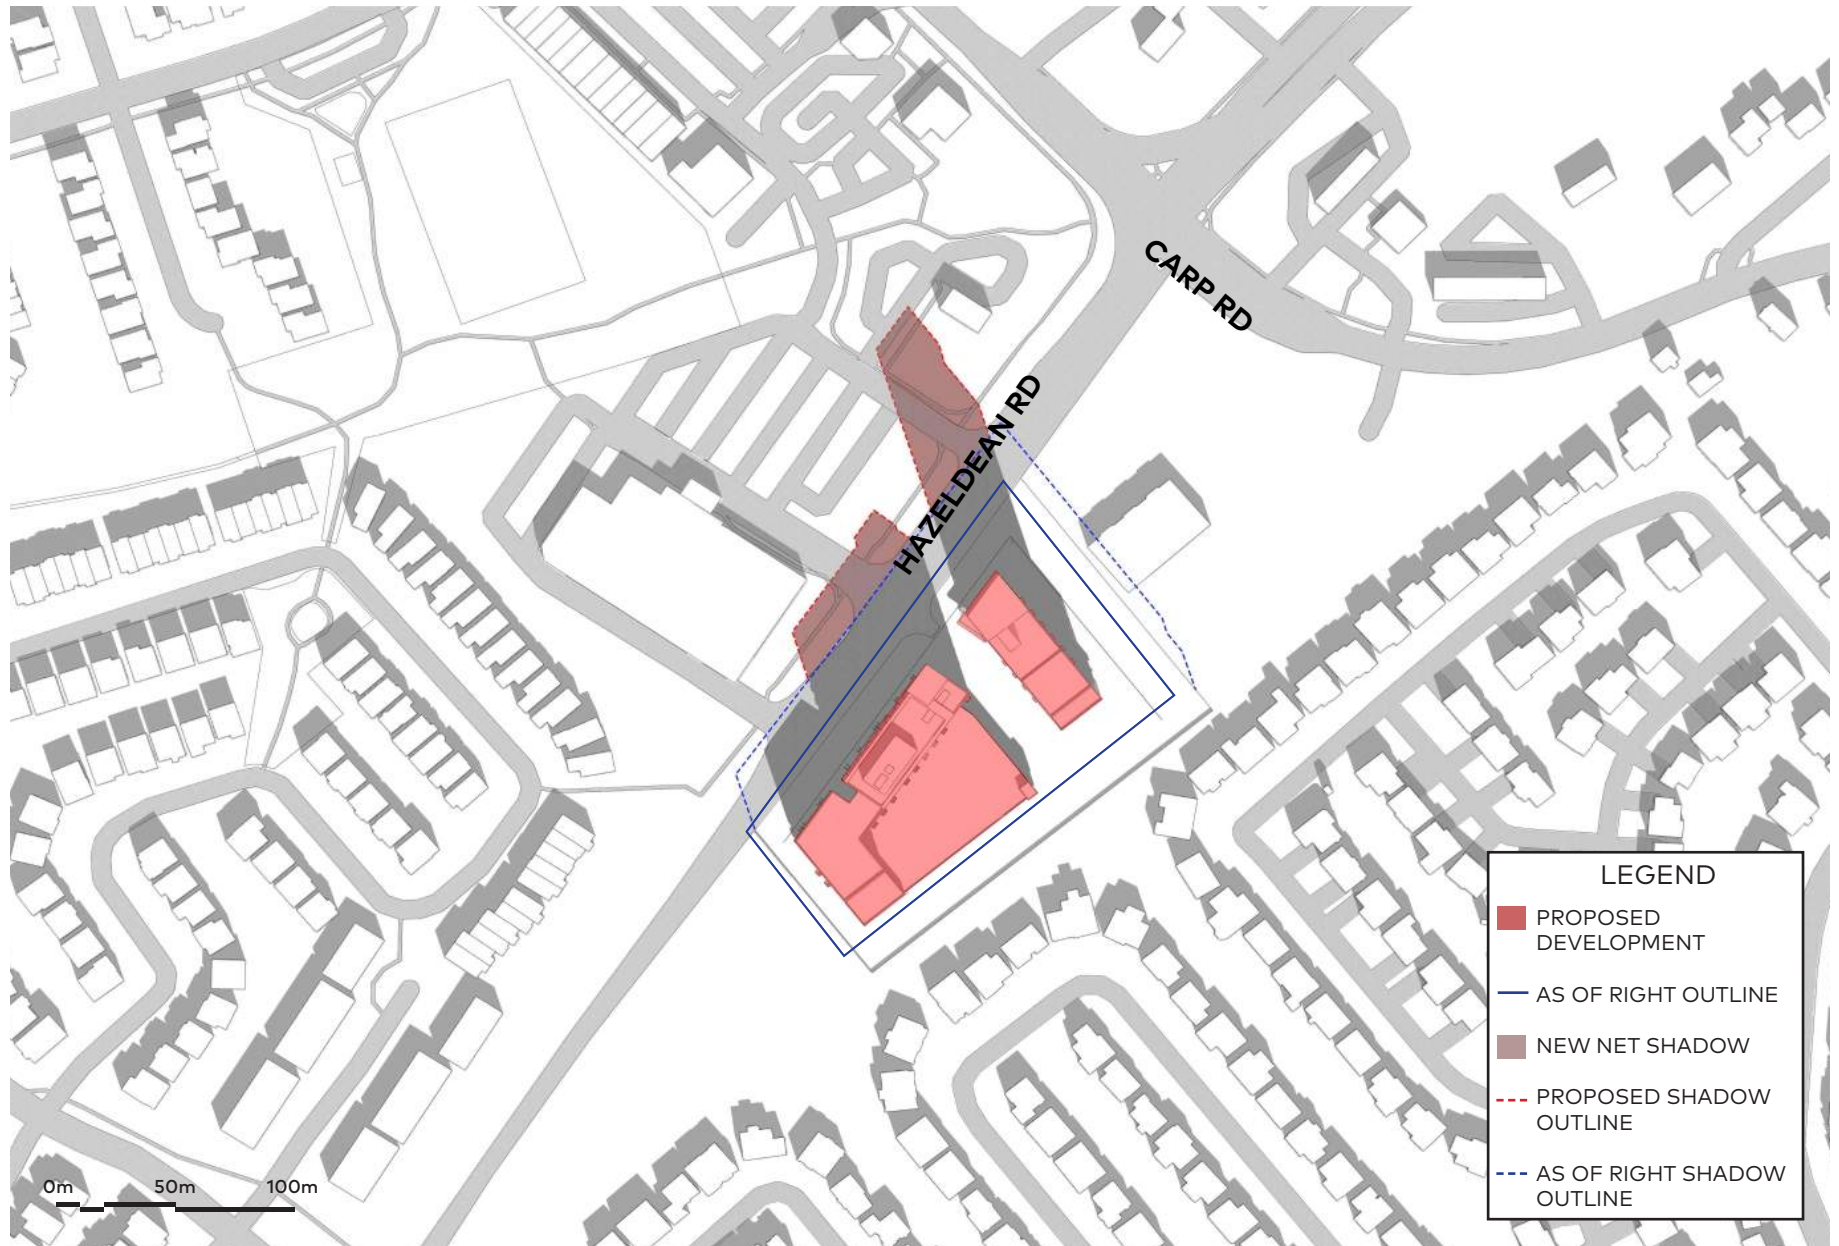 CARP RD
HAZELDEAN RD
LEGEND
PROPOSED
DEVELOPMENT
AS OF RIGHT OUTLINE
NEW NET SHADOW
PROPOSED SHADOW
OUTLINE
AS OF RIGHT SHADOW
OUTLINE
0m 50m 100m